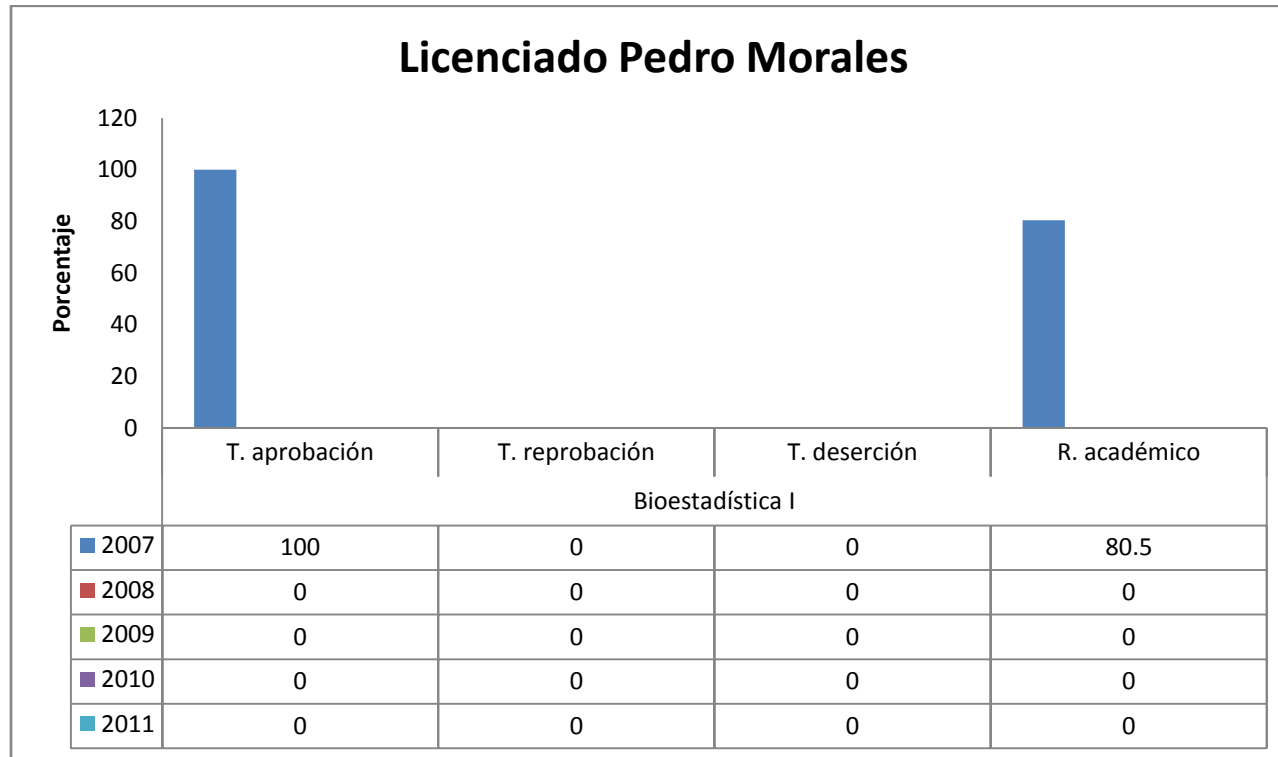 Licenciado Pedro Morales
Porcentaje
120
100
80
60
40
20
0
T. aprobación T. reprobación T. deserción R. académico
Bioestadística I
2007 100 0 0 80.5
2008 0 0 0 0
2009 0 0 0 0
2010 0 0 0 0
2011 0 0 0 0